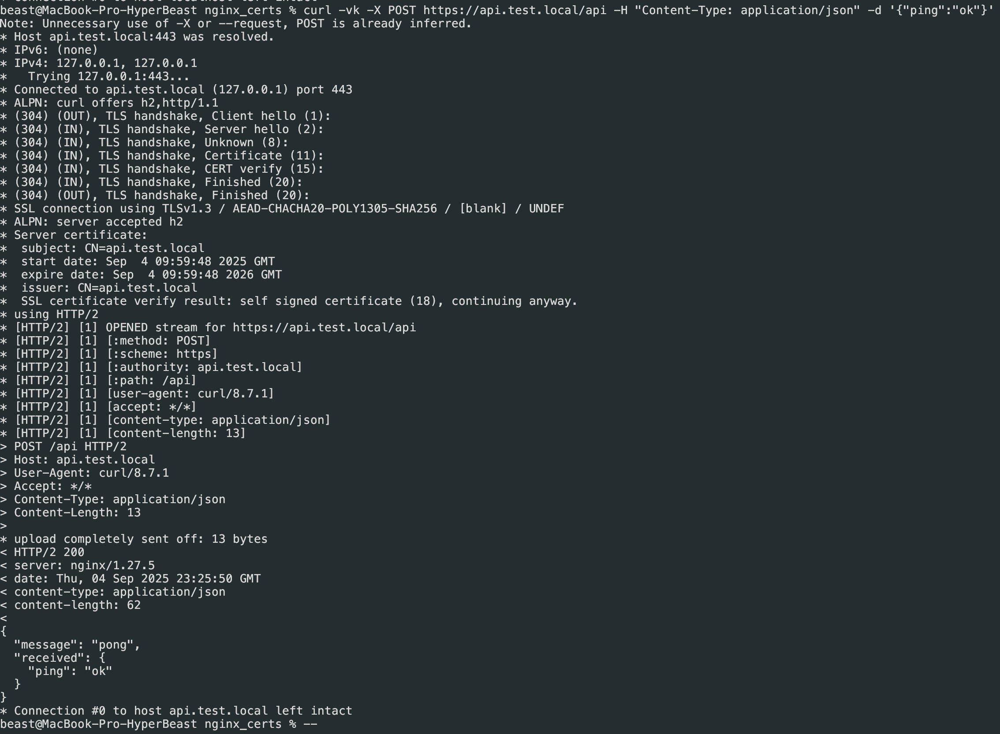 * Connection #0 to host localhost left intact
beast@MacBook-Pro-HyperBeast nginx_certs % curl -vk -X POST https://api.test.local/api -H "Content-Type: application/json" -d '{"ping":"ok"}'
Note: Unnecessary use of -X or --request, POST is already inferred.
* Host api.test.local:443 was resolved.
* IPv6: (none)
* IPv4: 127.0.0.1, 127.0.0.1
*   Trying 127.0.0.1:443...
* Connected to api.test.local (127.0.0.1) port 443
* ALPN: curl offers h2,http/1.1
* (304) (OUT), TLS handshake, Client hello (1):
* (304) (IN), TLS handshake, Server hello (2):
* (304) (IN), TLS handshake, Unknown (8):
* (304) (IN), TLS handshake, Certificate (11):
* (304) (IN), TLS handshake, CERT verify (15):
* (304) (IN), TLS handshake, Finished (20):
* (304) (OUT), TLS handshake, Finished (20):
* SSL connection using TLSv1.3 / AEAD-CHACHA20-POLY1305-SHA256 / [blank] / UNDEF
* ALPN: server accepted h2
* Server certificate:
*  subject: CN=api.test.local
*  start date: Sep  4 09:59:48 2025 GMT
*  expire date: Sep  4 09:59:48 2026 GMT
*  issuer: CN=api.test.local
*  SSL certificate verify result: self signed certificate (18), continuing anyway.
* using HTTP/2
* [HTTP/2] [1] OPENED stream for https://api.test.local/api
* [HTTP/2] [1] [:method: POST]
* [HTTP/2] [1] [:scheme: https]
* [HTTP/2] [1] [:authority: api.test.local]
* [HTTP/2] [1] [:path: /api]
* [HTTP/2] [1] [user-agent: curl/8.7.1]
* [HTTP/2] [1] [accept: */*]
* [HTTP/2] [1] [content-type: application/json]
* [HTTP/2] [1] [content-length: 13]
> POST /api HTTP/2
> Host: api.test.local
> User-Agent: curl/8.7.1
> Accept: */*
> Content-Type: application/json
> Content-Length: 13
>
* upload completely sent off: 13 bytes
< HTTP/2 200
< server: nginx/1.27.5
< date: Thu, 04 Sep 2025 23:25:50 GMT
< content-type: application/json
< content-length: 62
<
{
  "message": "pong",
  "received": {
    "ping": "ok"
  }
}
* Connection #0 to host api.test.local left intact
beast@MacBook-Pro-HyperBeast nginx_certs % --